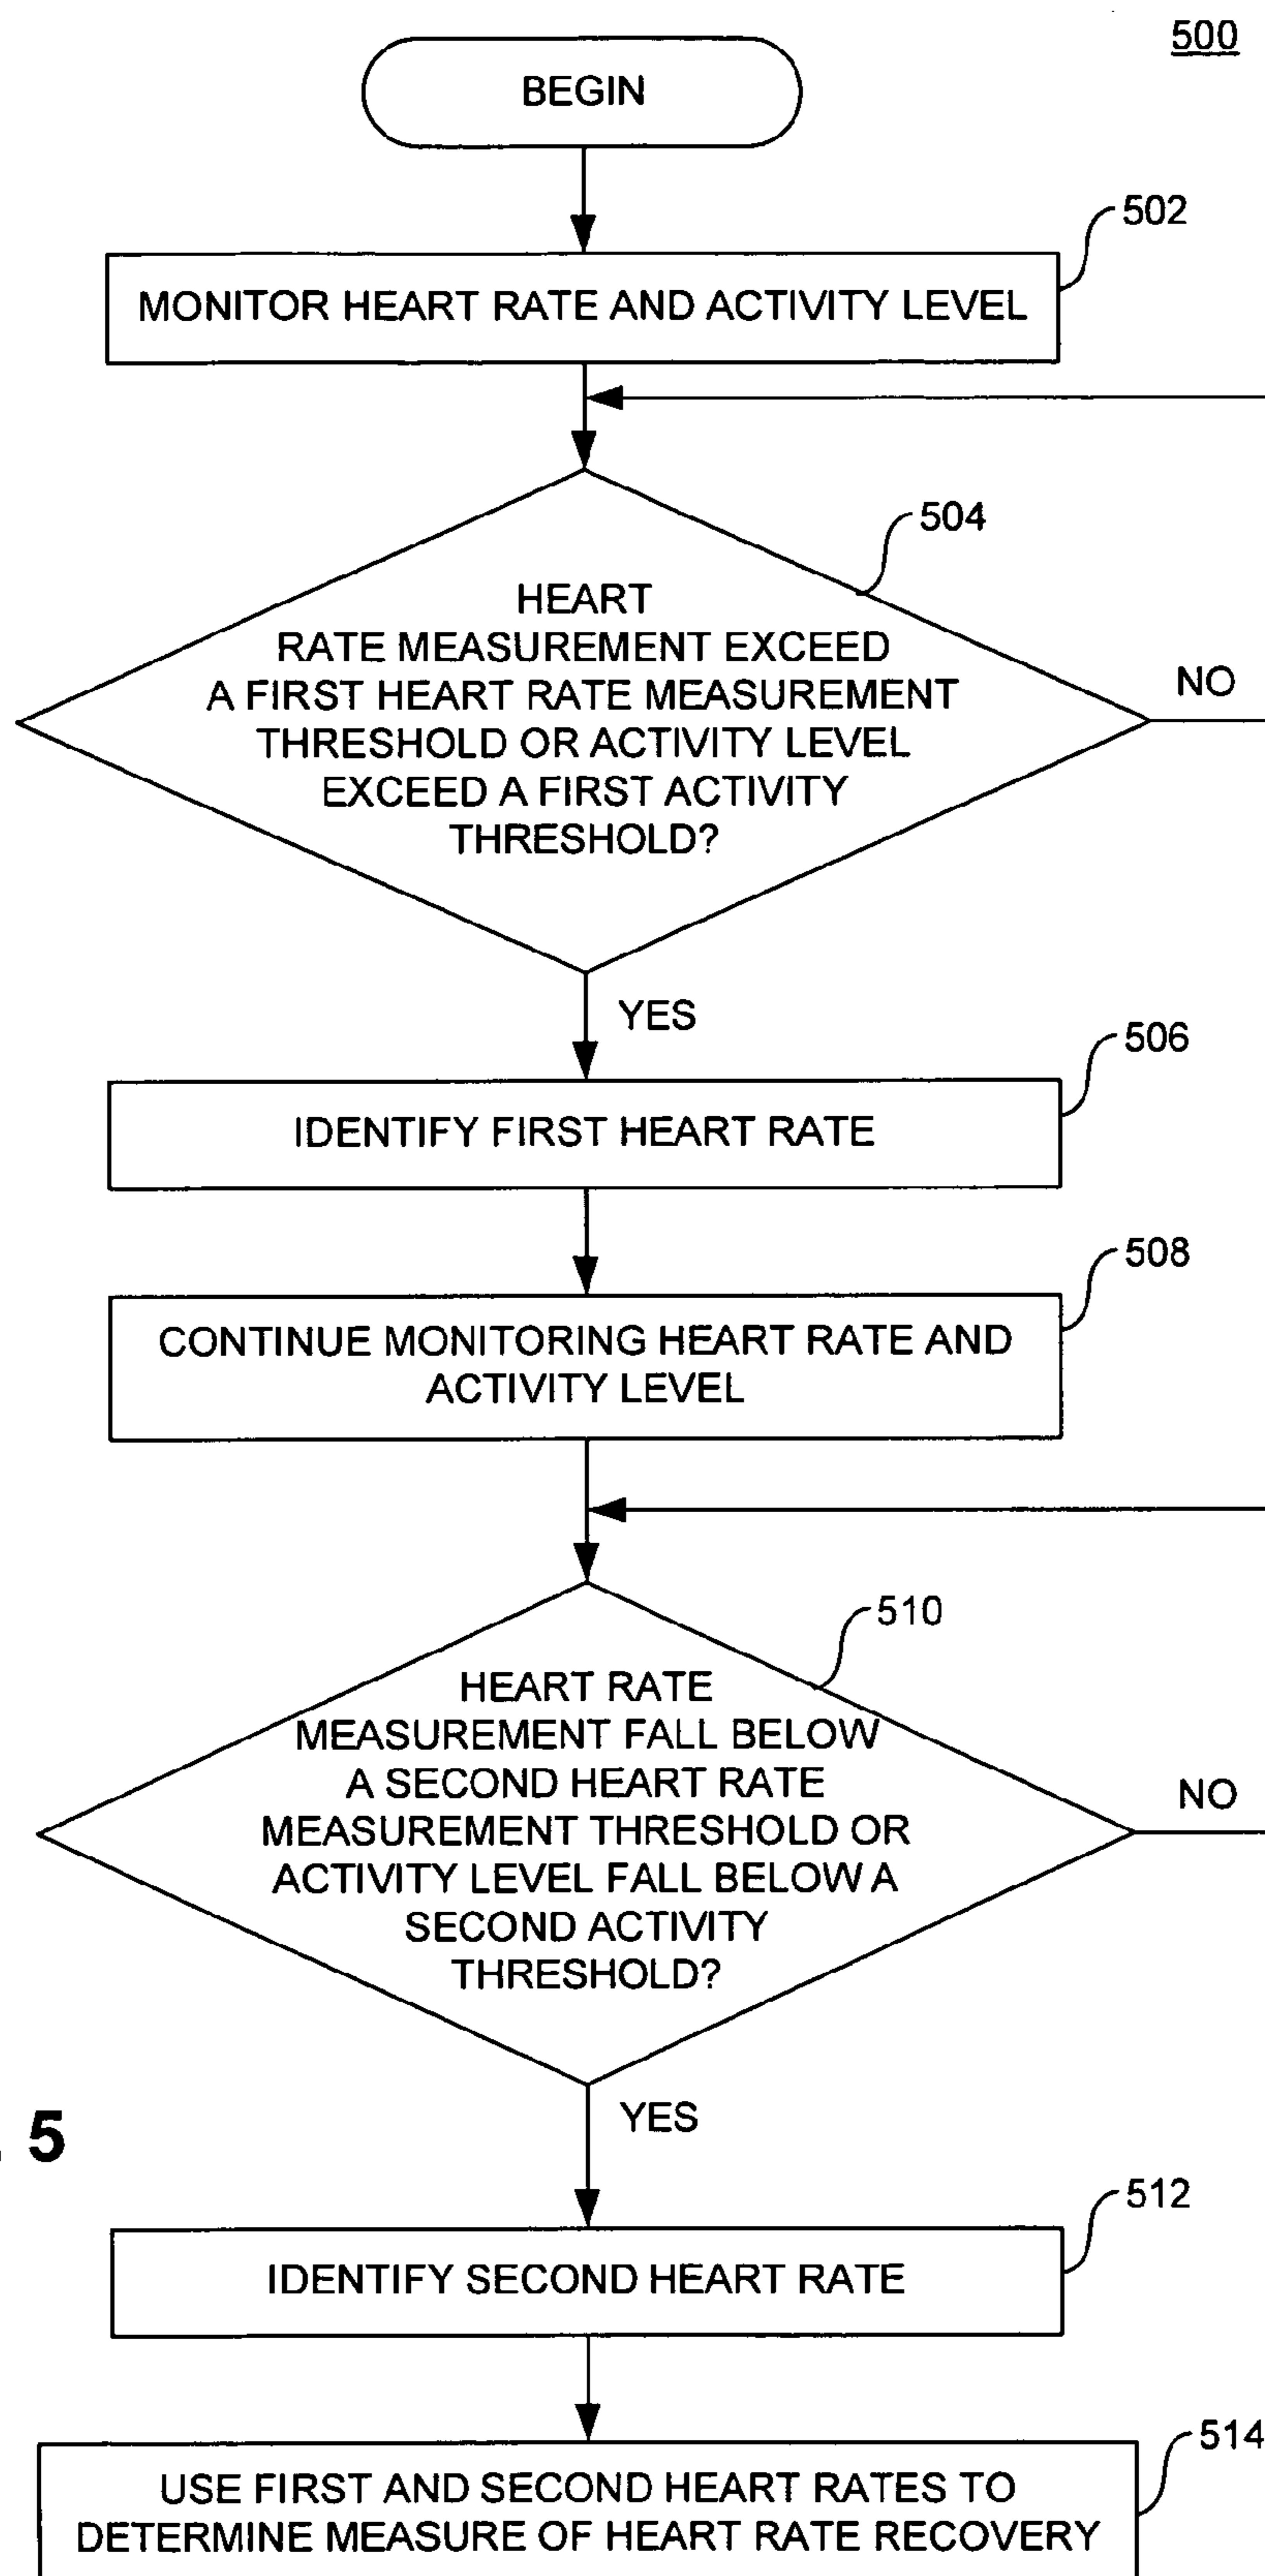 500
BEGIN
502
MONITOR HEART RATE AND ACTIVITY LEVEL
504
HEART
RATE MEASUREMENT EXCEED
A FIRST HEART RATE MEASUREMENT
THRESHOLD OR ACTIVITY LEVEL
EXCEED A FIRST ACTIVITY
THRESHOLD?
NO
YES
506
IDENTIFY FIRST HEART RATE
508
CONTINUE MONITORING HEART RATE AND
ACTIVITY LEVEL
510
HEART RATE
MEASUREMENT FALL BELOW
A SECOND HEART RATE
MEASUREMENT THRESHOLD OR
ACTIVITY LEVEL FALL BELOW A
SECOND ACTIVITY
THRESHOLD?
NO
YES
. 5
512
IDENTIFY SECOND HEART RATE
514
USE FIRST AND SECOND HEART RATES TO
DETERMINE MEASURE OF HEART RATE RECOVERY